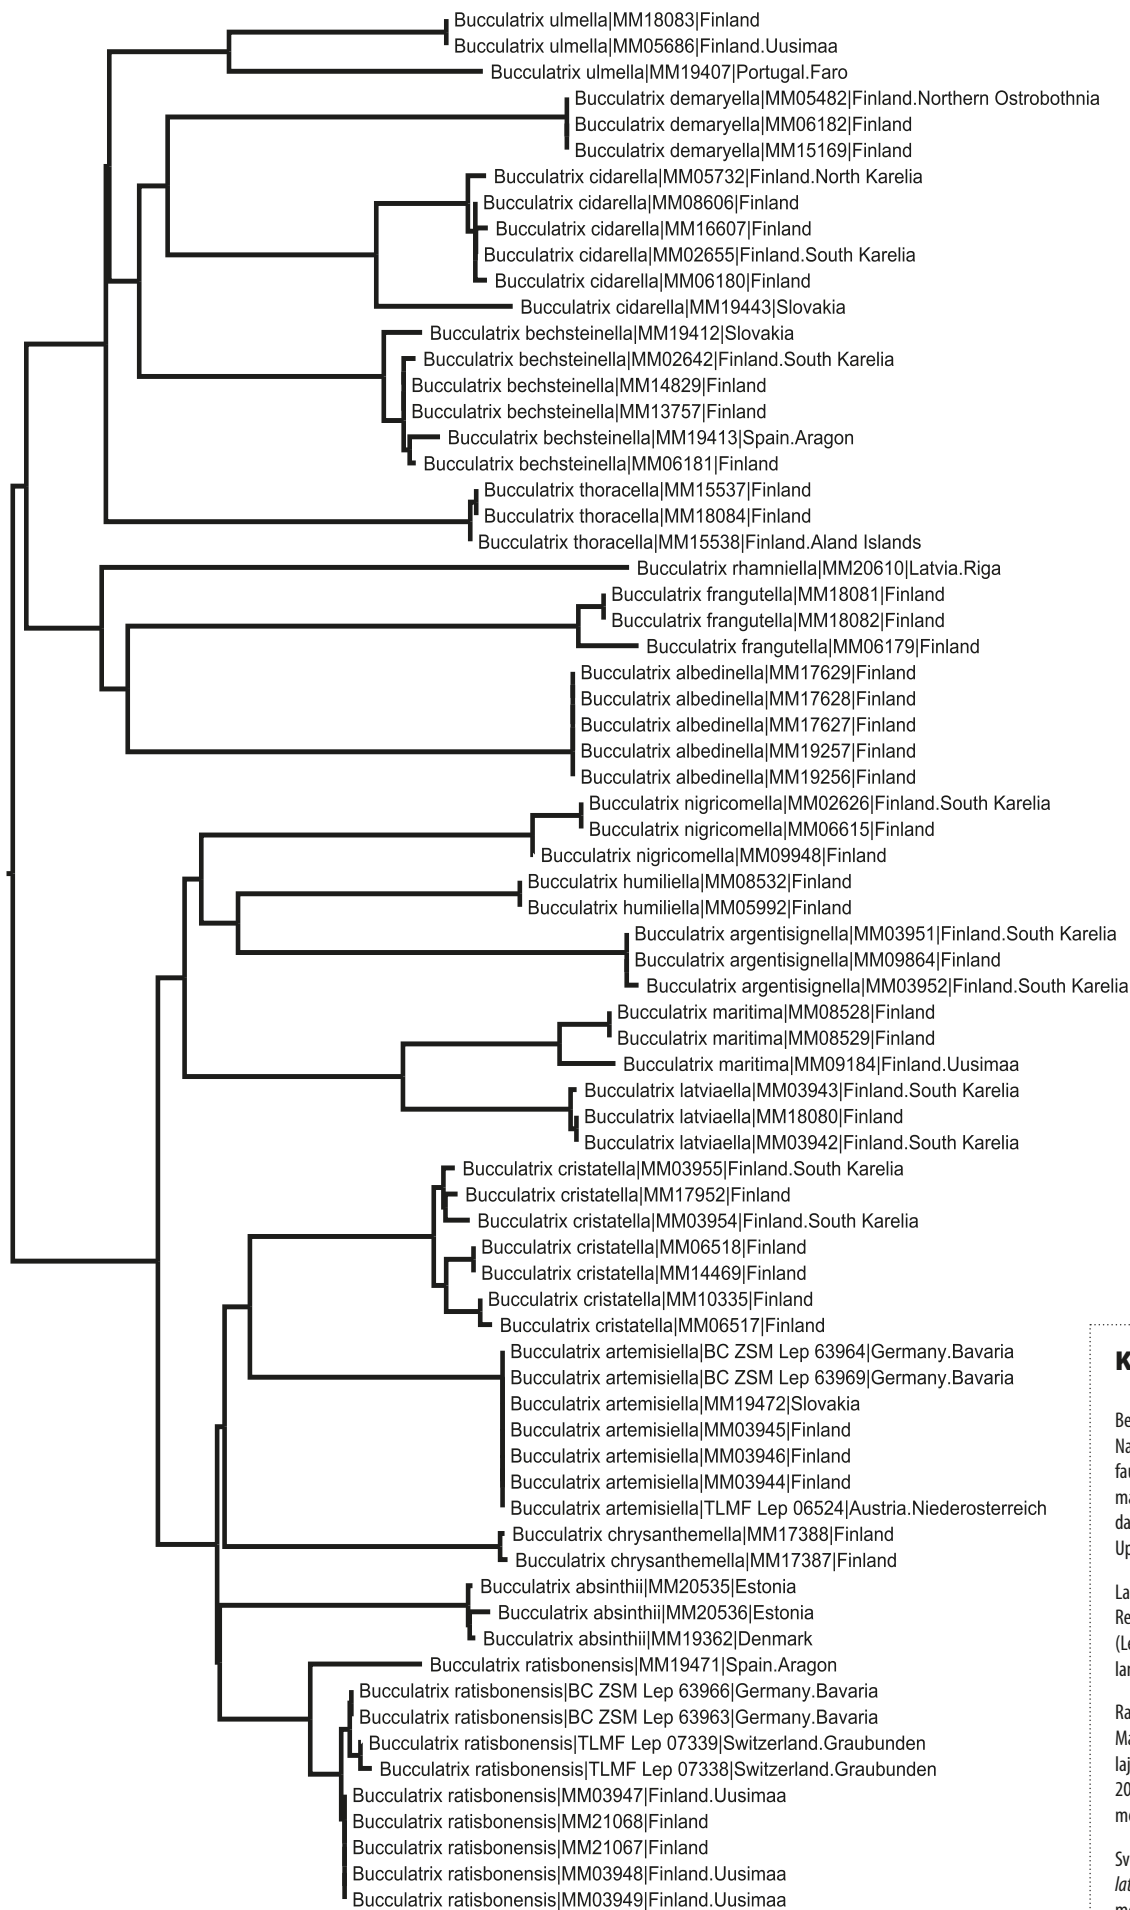 Bucculatrix ulmella|MM18083|Finland
Bucculatrix ulmella|MM05686|Finland.Uusimaa
Bucculatrix ulmella|MM19407|Portugal.Faro
Bucculatrix demaryella|MM05482|Finland.Northern Ostrobothnia
Bucculatrix demaryella|MM06182|Finland
Bucculatrix demaryella|MM15169|Finland
Bucculatrix cidarella|MM05732|Finland.North Karelia
Bucculatrix cidarella|MM08606|Finland
Bucculatrix cidarella|MM16607|Finland
Bucculatrix cidarella|MM02655|Finland.South Karelia
Bucculatrix cidarella|MM06180|Finland
Bucculatrix cidarella|MM19443|Slovakia
Bucculatrix bechsteinella|MM19412|Slovakia
Bucculatrix bechsteinella|MM02642|Finland.South Karelia
Bucculatrix bechsteinella|MM14829|Finland
Bucculatrix bechsteinella|MM13757|Finland
Bucculatrix bechsteinella|MM19413|Spain.Aragon
Bucculatrix bechsteinella|MM06181|Finland
Bucculatrix thoracella|MM15537|Finland
Bucculatrix thoracella|MM18084|Finland
Bucculatrix thoracella|MM15538|Finland.Aland Islands
Bucculatrix rhamniella|MM20610|Latvia.Riga
Bucculatrix frangutella|MM18081|Finland
Bucculatrix frangutella|MM18082|Finland
Bucculatrix frangutella|MM06179|Finland
Bucculatrix albedinella|MM17629|Finland
Bucculatrix albedinella|MM17628|Finland
Bucculatrix albedinella|MM17627|Finland
Bucculatrix albedinella|MM19257|Finland
Bucculatrix albedinella|MM19256|Finland
Bucculatrix nigricomella|MM02626|Finland.South Karelia
Bucculatrix nigricomella|MM06615|Finland
Bucculatrix nigricomella|MM09948|Finland
Bucculatrix humiliella|MM08532|Finland
Bucculatrix humiliella|MM05992|Finland
Bucculatrix argentisignella|MM03951|Finland.South Karelia
Bucculatrix argentisignella|MM09864|Finland
Bucculatrix argentisignella|MM03952|Finland.South Karelia
Bucculatrix maritima|MM08528|Finland
Bucculatrix maritima|MM08529|Finland
Bucculatrix maritima|MM09184|Finland.Uusimaa
Bucculatrix latviaella|MM03943|Finland.South Karelia
Bucculatrix latviaella|MM18080|Finland
Bucculatrix latviaella|MM03942|Finland.South Karelia
Bucculatrix cristatella|MM03955|Finland.South Karelia
Bucculatrix cristatella|MM17952|Finland
Bucculatrix cristatella|MM03954|Finland.South Karelia
Bucculatrix cristatella|MM06518|Finland
Bucculatrix cristatella|MM14469|Finland
Bucculatrix cristatella|MM10335|Finland
Bucculatrix cristatella|MM06517|Finland
Bucculatrix artemisiella|BC ZSM Lep 63964|Germany.Bavaria
Bucculatrix artemisiella|BC ZSM Lep 63969|Germany.Bavaria
Bucculatrix artemisiella|MM19472|Slovakia
Bucculatrix artemisiella|MM03945|Finland
Bucculatrix artemisiella|MM03946|Finland
Bucculatrix artemisiella|MM03944|Finland
Bucculatrix artemisiella|TLMF Lep 06524|Austria.Niederosterreich
Bucculatrix chrysanthemella|MM17388|Finland
Bucculatrix chrysanthemella|MM17387|Finland
Bucculatrix absinthii|MM20535|Estonia
Bucculatrix absinthii|MM20536|Estonia
Bucculatrix absinthii|MM19362|Denmark
Bucculatrix ratisbonensis|MM19471|Spain.Aragon
Bucculatrix ratisbonensis|BC ZSM Lep 63966|Germany.Bavaria
Bucculatrix ratisbonensis|BC ZSM Lep 63963|Germany.Bavaria
Bucculatrix ratisbonensis|TLMF Lep 07339|Switzerland.Graubunden
Bucculatrix ratisbonensis|TLMF Lep 07338|Switzerland.Graubunden
Bucculatrix ratisbonensis|MM03947|Finland.Uusimaa
Bucculatrix ratisbonensis|MM21068|Finland
Bucculatrix ratisbonensis|MM21067|Finland
Bucculatrix ratisbonensis|MM03948|Finland.Uusimaa
Bucculatrix ratisbonensis|MM03949|Finland.Uusimaa